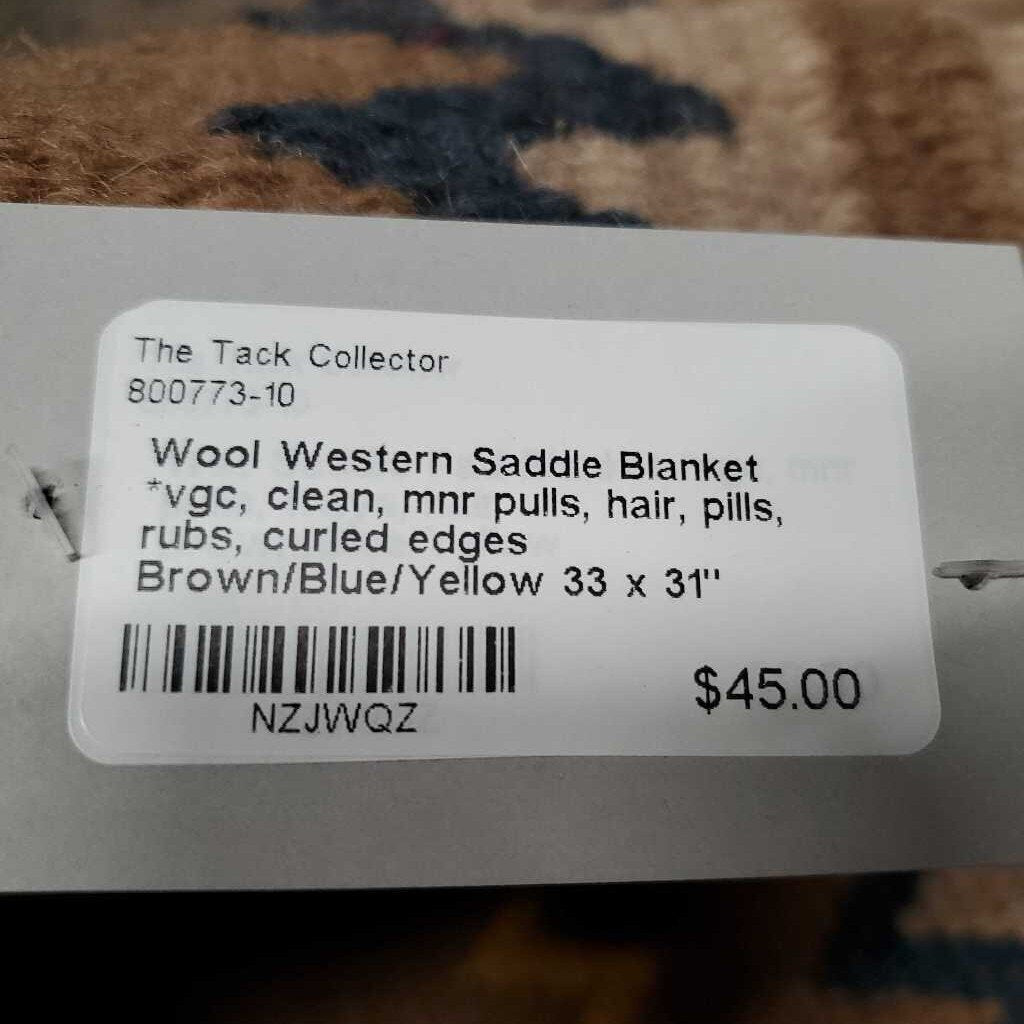 The Tack Collector
800773-10
Wool Western Saddle Blanket
*vgc, clean, mnr pulls, hair, pills,
rubs, curled edges
Brown/Blue/Yellow 33 x 31"
NZJWQZ
$45.00